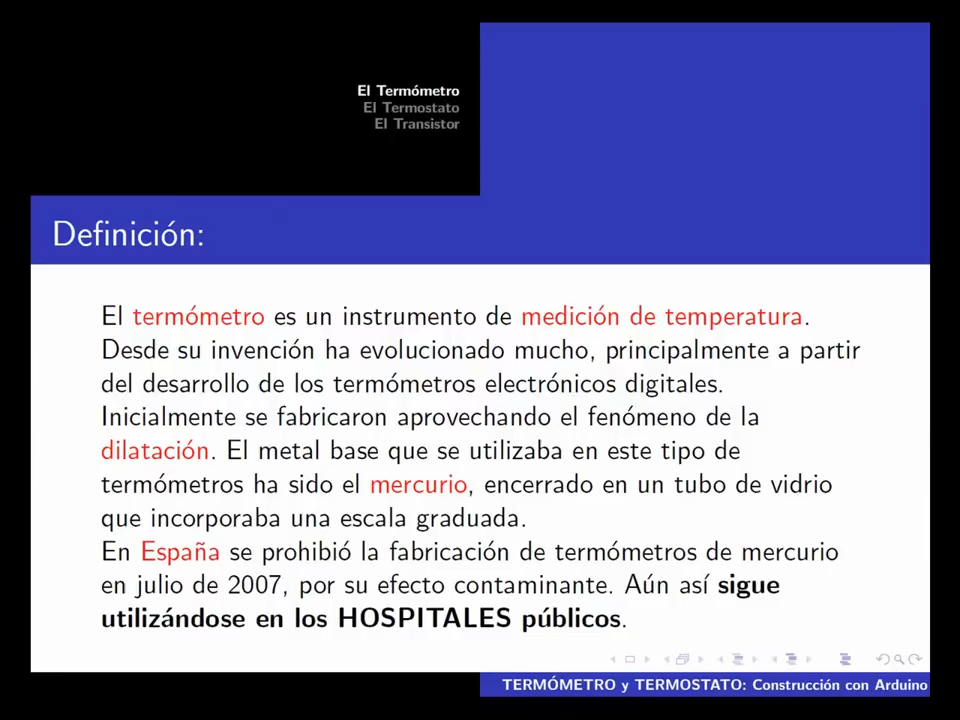 El Termómetro
El Termostato
El Transistor
Definición:
El termómetro es un instrumento de medición de temperatura.
Desde su invención ha evolucionado mucho, principalmente a partir
del desarrollo de los termómetros electrónicos digitales.
Inicialmente se fabricaron aprovechando el fenómeno de la
dilatación. El metal base que se utilizaba en este tipo de
termómetros ha sido el mercurio, encerrado en un tubo de vidrio
que incorporaba una escala graduada.
En España se prohibió la fabricación de termómetros de mercurio
en julio de 2007, por su efecto contaminante. Aún así sigue
utilizándose en los HOSPITALES públicos.
TERMÓMETRO y TERMOSTATO: Construcción con Arduino